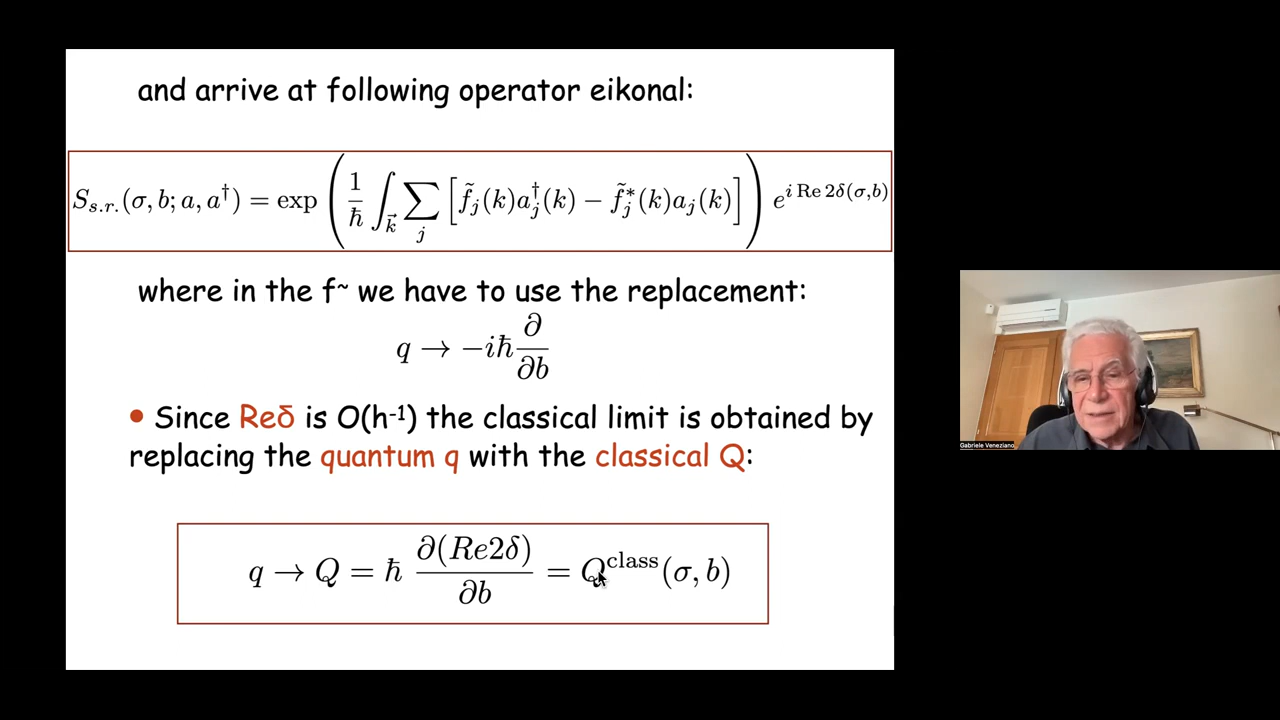 and arrive at following operator eikonal:
S_{s.r.}(σ, b; a, a†) = exp ( 1/ħ ∫_{k⃗} ∑_j [ f̃_j(k)a_j†(k) − f̃_j*(k)a_j(k) ] ) e^{i Re 2δ(σ,b)}
where in the f~ we have to use the replacement:
q → −iħ ∂/∂b
• Since Reδ is O(h⁻¹) the classical limit is obtained by
replacing the quantum q with the classical Q:
q → Q = ħ ∂(Re2δ)/∂b = Q^{class}(σ, b)
Gabriele Veneziano